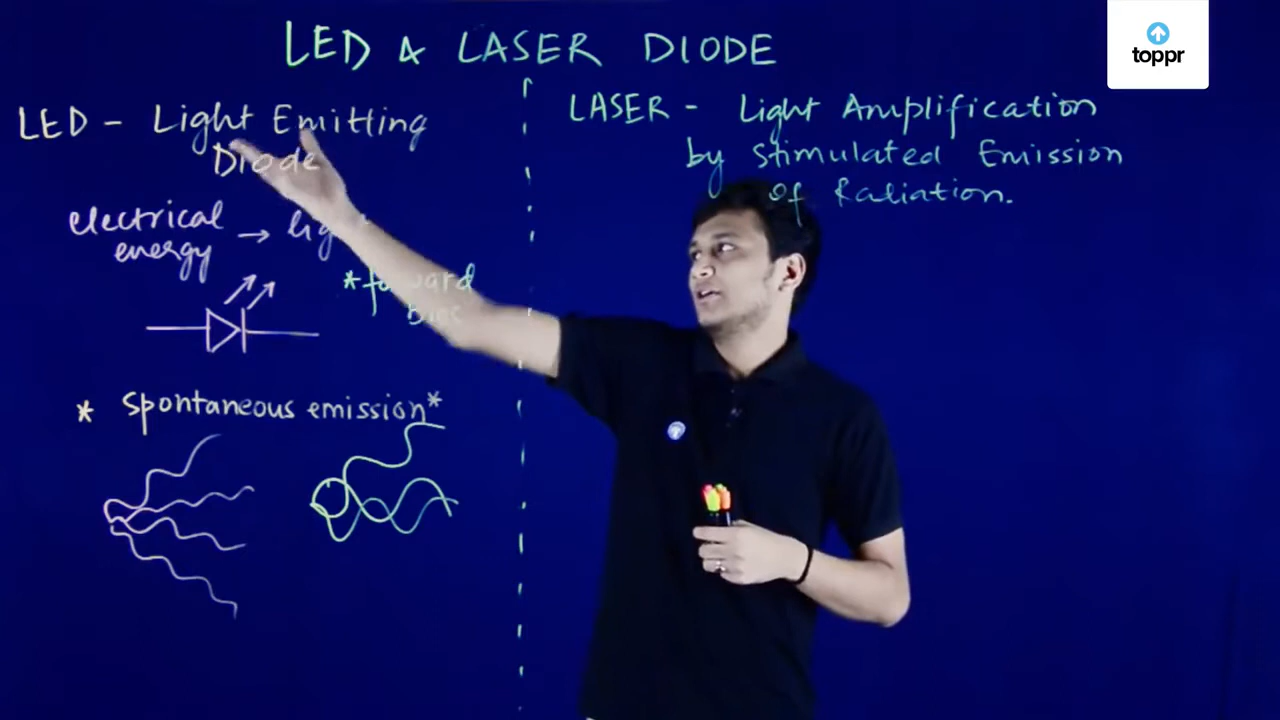 LED & LASER DIODE
toppr
LED - Light Emitting
Diode
electrical
energy →
*forward
* spontaneous emission*
LASER - Light Amplification
by stimulated Emission
of Radiation.